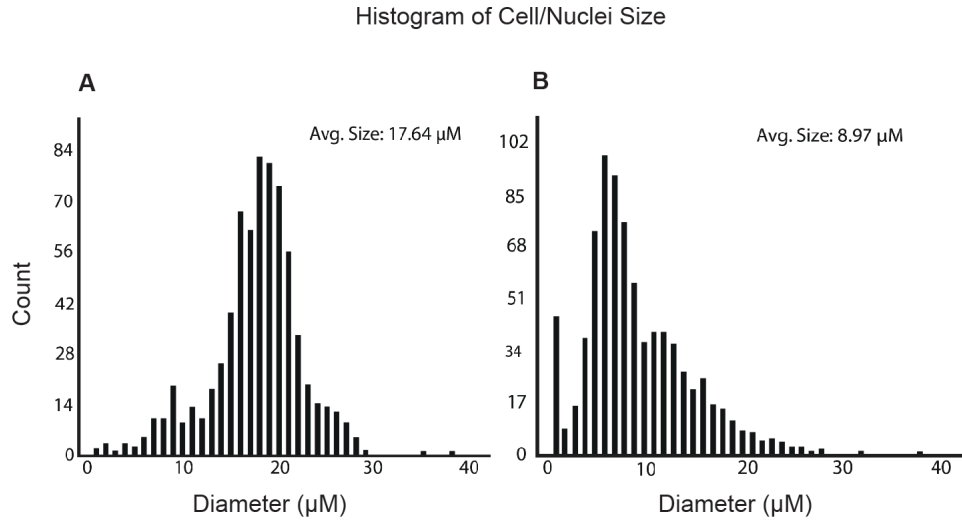 Histogram of Cell/Nuclei Size
A
Avg. Size: 17.64 µM
84
70
56
42
28
14
0
Count
0 10 20 30 40
Diameter (µM)
B
Avg. Size: 8.97 µM
102
85
68
51
34
17
0
0 10 20 30 40
Diameter (µM)